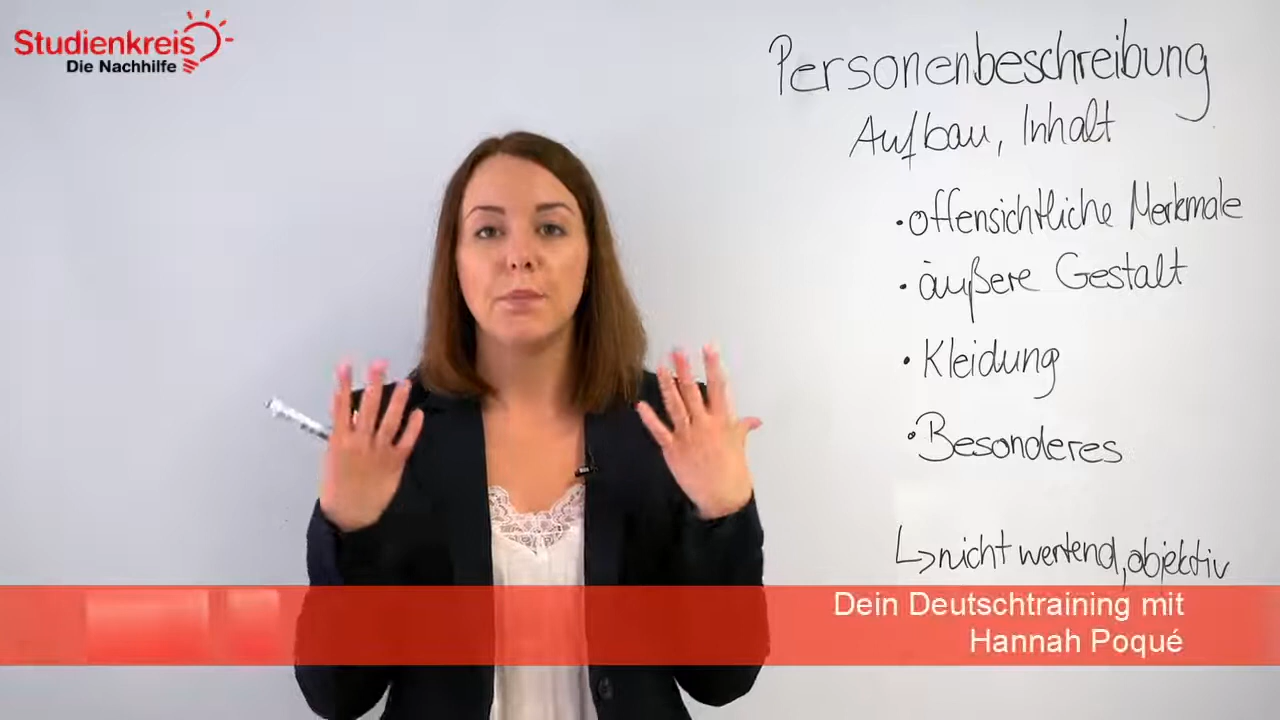 Studienkreis
Die Nachhilfe
Personenbeschreibung
Aufbau, Inhalt
• offensichtliche Merkmale
• äußere Gestalt
• Kleidung
• Besonderes
↳ nicht wertend, objektiv
Dein Deutschtraining mit
Hannah Poqué